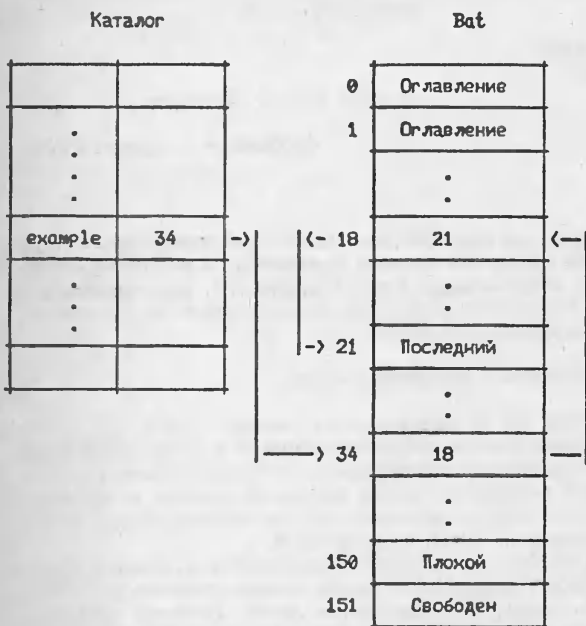 Каталог Bat
0 Оглавление
1 Оглавление
example 34 -> <- 18 21 <-
-> 21 Последний
-> 34 18
150 Плохой
151 Свободен